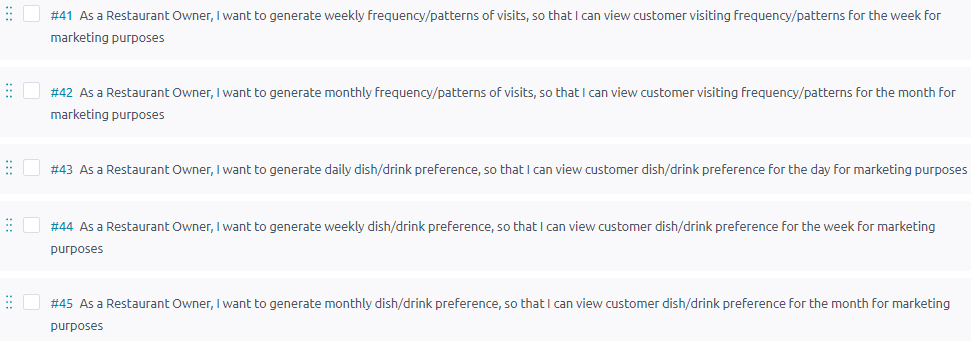 #41 As a Restaurant Owner, I want to generate weekly frequency/patterns of visits, so that I can view customer visiting frequency/patterns for the week for
marketing purposes
#42 As a Restaurant Owner, I want to generate monthly frequency/patterns of visits, so that I can view customer visiting frequency/patterns for the month for
marketing purposes
#43 As a Restaurant Owner, I want to generate daily dish/drink preference, so that I can view customer dish/drink preference for the day for marketing purposes
#44 As a Restaurant Owner, I want to generate weekly dish/drink preference, so that I can view customer dish/drink preference for the week for marketing
purposes
#45 As a Restaurant Owner, I want to generate monthly dish/drink preference, so that I can view customer dish/drink preference for the month for marketing
purposes